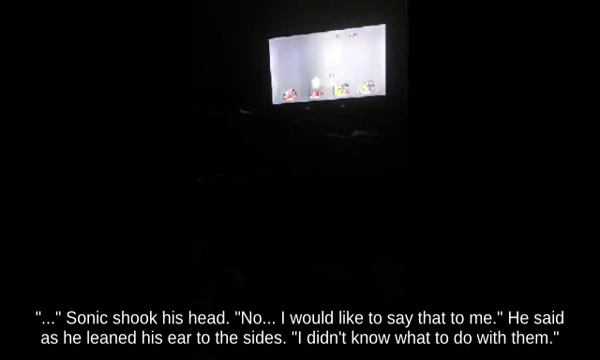 "..." Sonic shook his head. "No... I would like to say that to me." He said
as he leaned his ear to the sides. "I didn't know what to do with them."